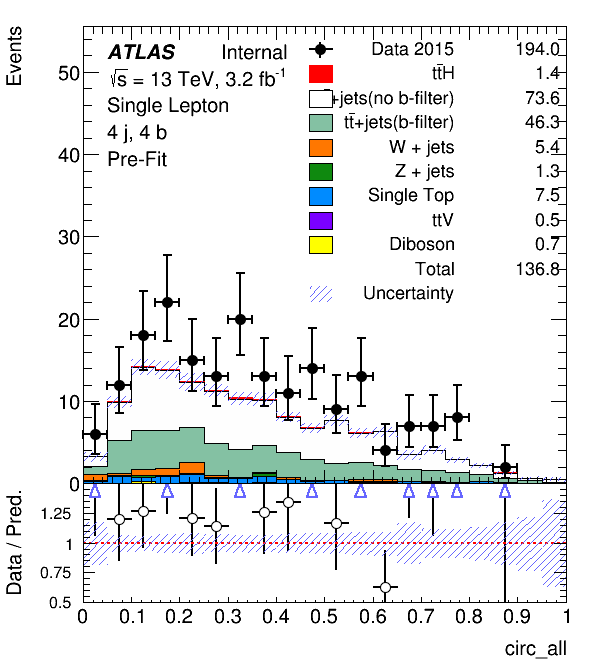 Events
50
40
30
20
10
0
ATLAS Internal
√s = 13 TeV, 3.2 fb-1
Single Lepton
4 j, 4 b
Pre-Fit
Data 2015 194.0
tt̄H 1.4
+jets(no b-filter) 73.6
tt̄+jets(b-filter) 46.3
W + jets 5.4
Z + jets 1.3
Single Top 7.5
ttV 0.5
Diboson 0.7
Total 136.8
Uncertainty
Data / Pred.
1.25
1
0.75
0.5
0 0.1 0.2 0.3 0.4 0.5 0.6 0.7 0.8 0.9 1
circ_all